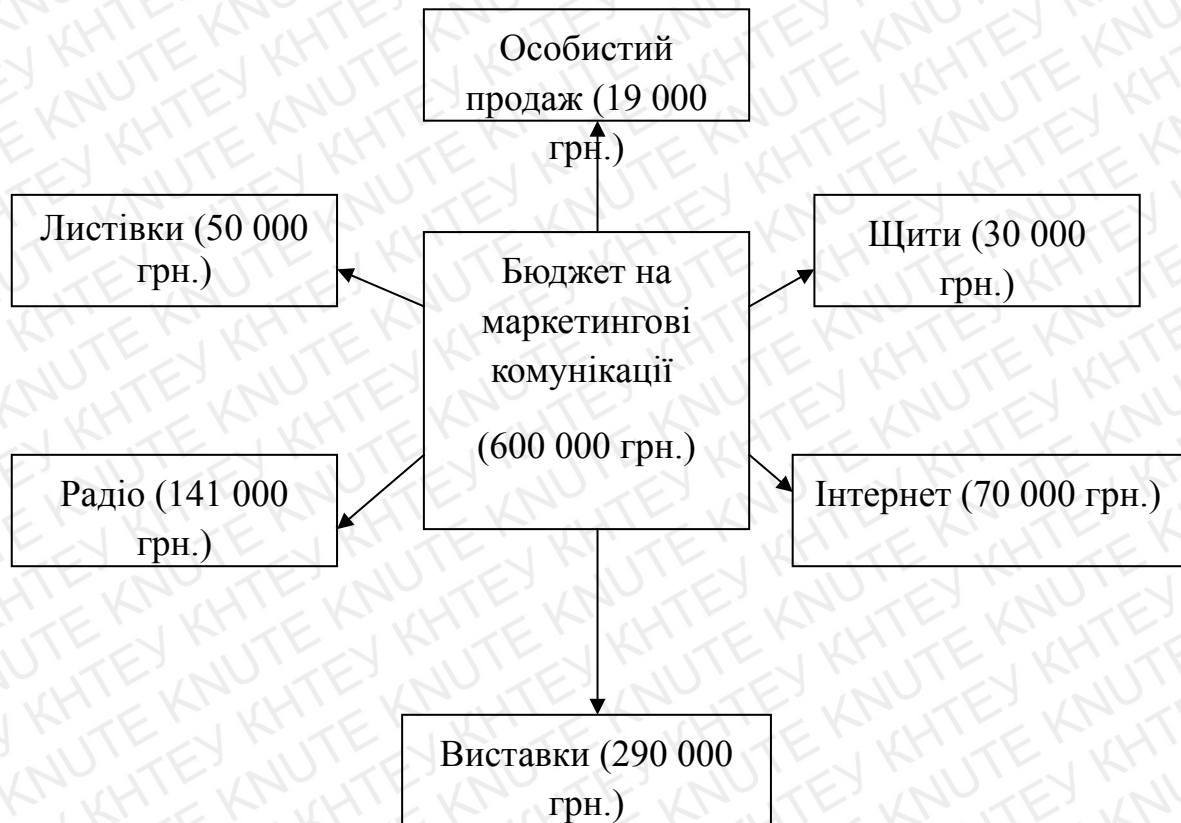 Особистий
продаж (19 000
грн.)
Листівки (50 000
грн.)
Щити (30 000
грн.)
Бюджет на
маркетингові
комунікації
(600 000 грн.)
Радіо (141 000
грн.)
Інтернет (70 000 грн.)
Виставки (290 000
грн.)